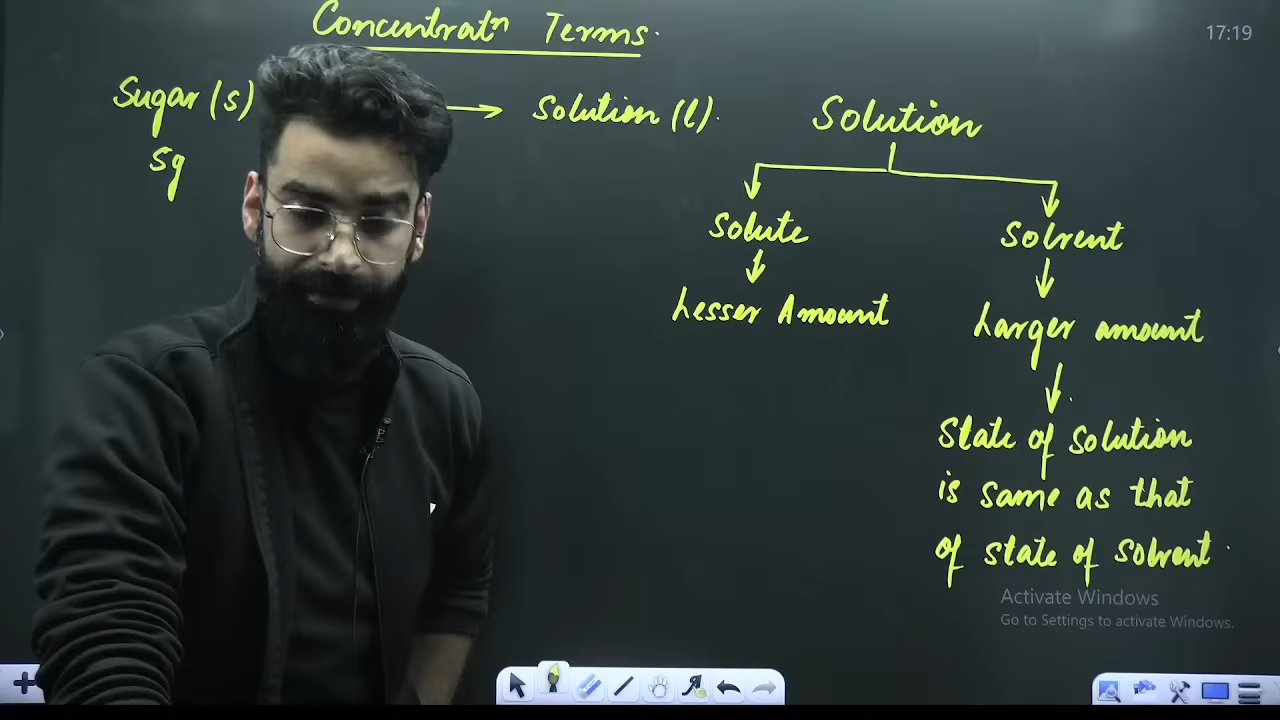 Concentratn Terms.
17:19
Sugar (s) → Solution (l).
5g
Solution
Solute
Solvent
Lesser Amount
Larger amount
State of solution
is same as that
of state of solvent.
Activate Windows
Go to Settings to activate Windows.